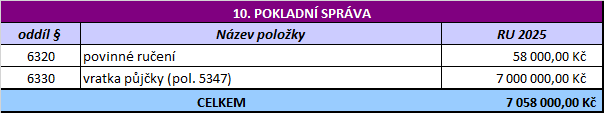 10. POKLADNÍ SPRÁVA
oddíl § Název položky RU 2025
6320 povinné ručení 58 000,00 Kč
6330 vratka půjčky (pol. 5347) 7 000 000,00 Kč
CELKEM 7 058 000,00 Kč